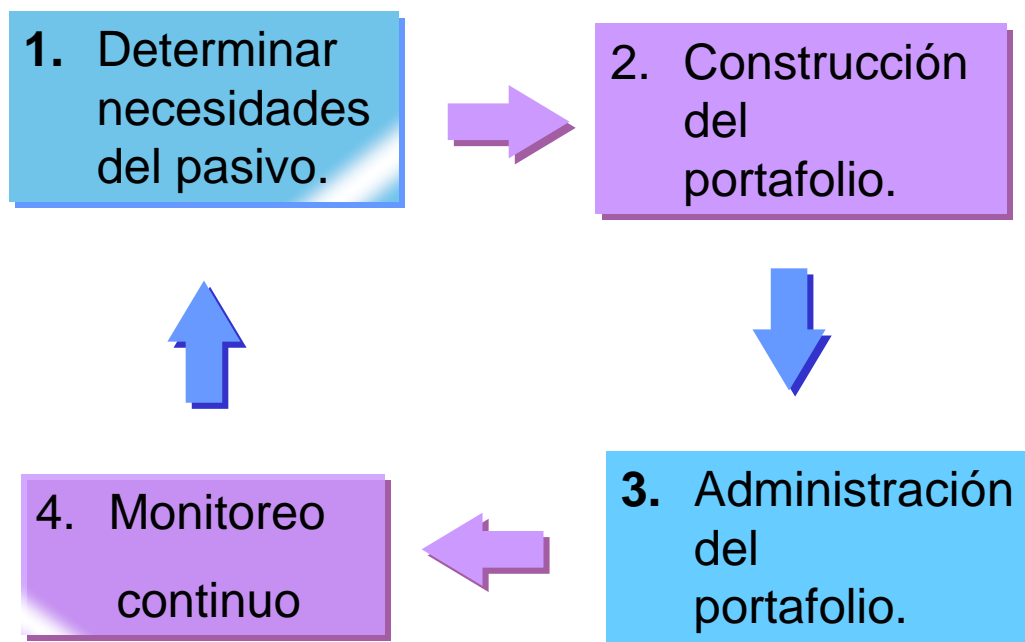 1. Determinar
necesidades
del pasivo.
2. Construcción
del
portafolio.
3. Administración
del
portafolio.
4. Monitoreo
continuo